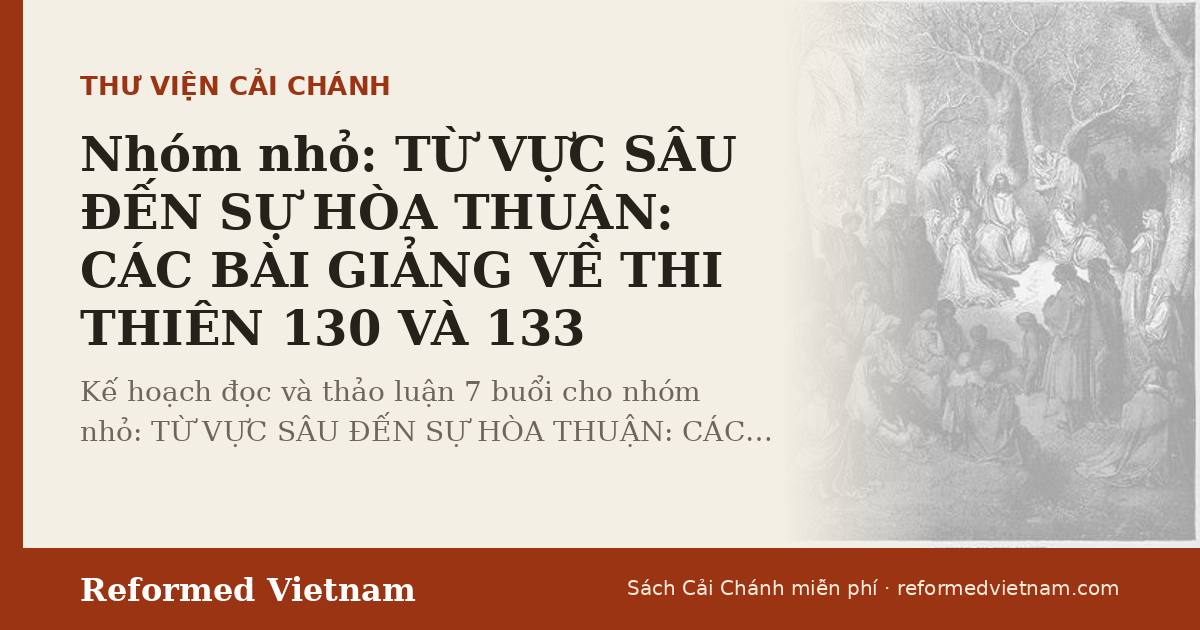 THƯ VIỆN CẢI CHÁNH
Nhóm nhỏ: TỪ VỰC SÂU
ĐẾN SỰ HÒA THUẬN:
CÁC BÀI GIẢNG VỀ THI
THIÊN 130 VÀ 133
Kế hoạch đọc và thảo luận 7 buổi cho nhóm
nhỏ: TỪ VỰC SÂU ĐẾN SỰ HÒA THUẬN: CÁC...
Reformed Vietnam
Sách Cải Chánh miễn phí · reformedvietnam.com